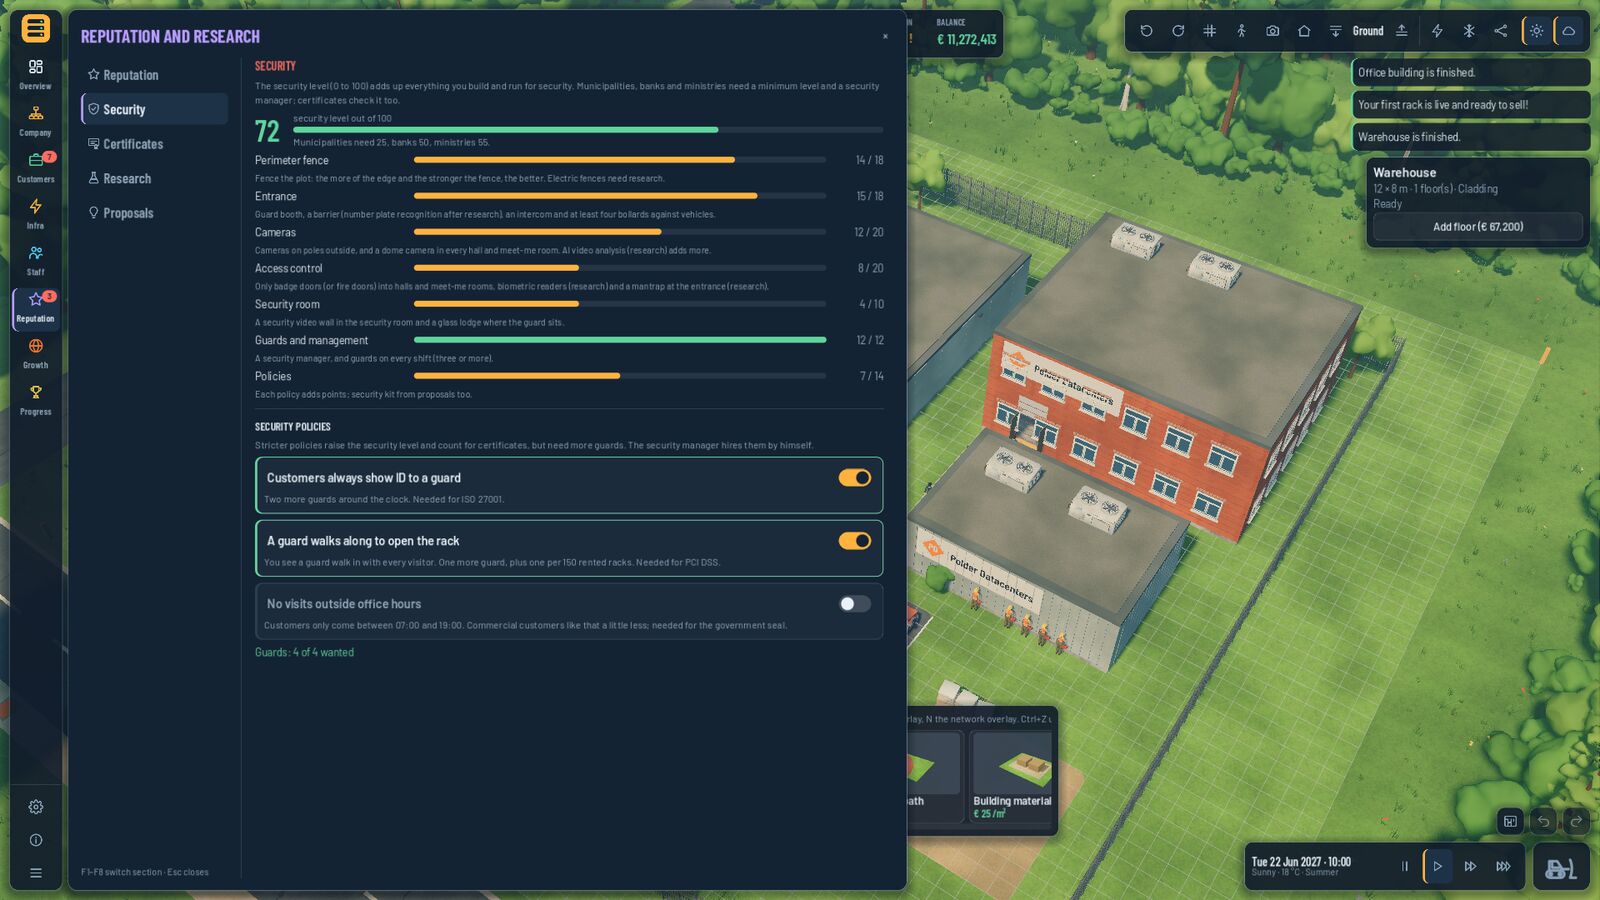 REPUTATION AND RESEARCH
×
Overview
Company
7
Customers
Infra
Staff
3
Reputation
Growth
Progress
Reputation
Security
Certificates
Research
Proposals
F1-F8 switch section · Esc closes
SECURITY
The security level (0 to 100) adds up everything you build and run for security. Municipalities, banks and ministries need a minimum level and a security
manager; certificates check it too.
72
security level out of 100
Municipalities need 25, banks 50, ministries 55.
Perimeter fence 14 / 18
Fence the plot: the more of the edge and the stronger the fence, the better. Electric fences need research.
Entrance 15 / 18
Guard booth, a barrier (number plate recognition after research), an intercom and at least four bollards against vehicles.
Cameras 12 / 20
Cameras on poles outside, and a dome camera in every hall and meet-me room. AI video analysis (research) adds more.
Access control 8 / 20
Only badge doors (or fire doors) into halls and meet-me rooms, biometric readers (research) and a mantrap at the entrance (research).
Security room 4 / 10
A security video wall in the security room and a glass lodge where the guard sits.
Guards and management 12 / 12
A security manager, and guards on every shift (three or more).
Policies 7 / 14
Each policy adds points; security kit from proposals too.
SECURITY POLICIES
Stricter policies raise the security level and count for certificates, but need more guards. The security manager hires them by himself.
Customers always show ID to a guard
Two more guards around the clock. Needed for ISO 27001.
A guard walks along to open the rack
You see a guard walk in with every visitor. One more guard, plus one per 150 rented racks. Needed for PCI DSS.
No visits outside office hours
Customers only come between 07:00 and 19:00. Commercial customers like that a little less; needed for the government seal.
Guards: 4 of 4 wanted
BALANCE
€ 11,272,413
Ground
Office building is finished.
Your first rack is live and ready to sell!
Warehouse is finished.
Warehouse
12 × 8 m · 1 floor(s) · Cladding
Ready
Add floor (€ 67,200)
Polder Datacenters
PD
Polder Datacenters
rlay, N the network overlay. Ctrl+Z
ath
Building material
€ 25 /m²
Tue 22 Jun 2027 · 10:00
Sunny · 18 °C · Summer